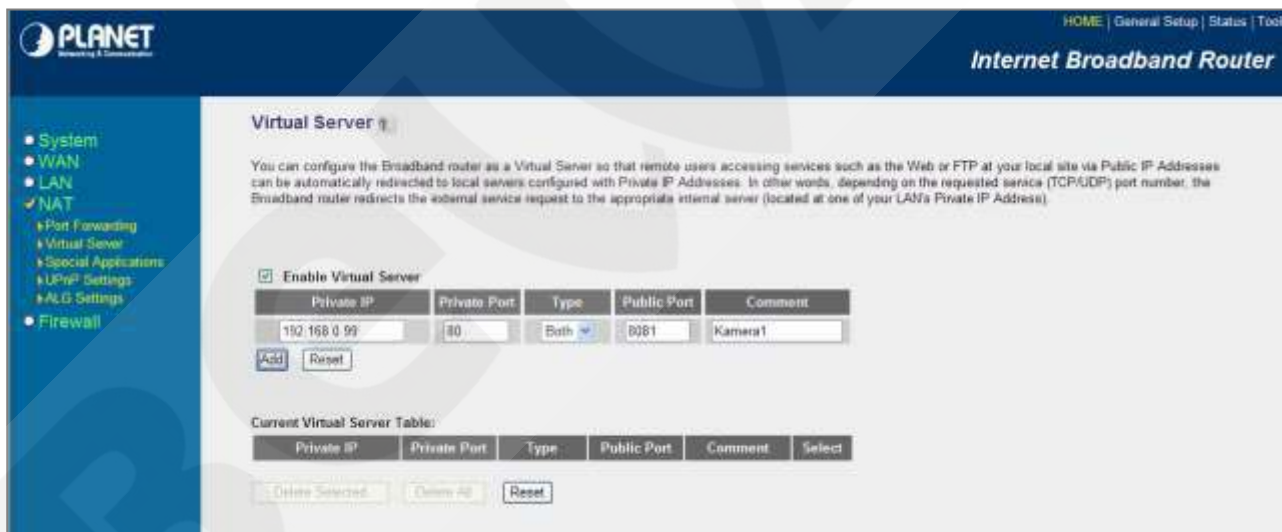 PLANET
Networking & Communication
HOME | General Setup | Status | Tool
Internet Broadband Router
System
WAN
LAN
NAT
Port Forwarding
Virtual Server
Special Applications
UPnP Settings
ALG Settings
Firewall
Virtual Server
You can configure the Broadband router as a Virtual Server so that remote users accessing services such as the Web or FTP at your local site via Public IP Addresses
can be automatically redirected to local servers configured with Private IP Addresses. In other words, depending on the requested service (TCP/UDP) port number, the
Broadband router redirects the external service request to the appropriate internal server (located at one of your LAN's Private IP Address).
Enable Virtual Server
Private IP Private Port Type Public Port Comment
192.168.0.99 80 Both 8081 Kamera1
Add Reset
Current Virtual Server Table:
Private IP Private Port Type Public Port Comment Select
Delete Selected Delete All Reset